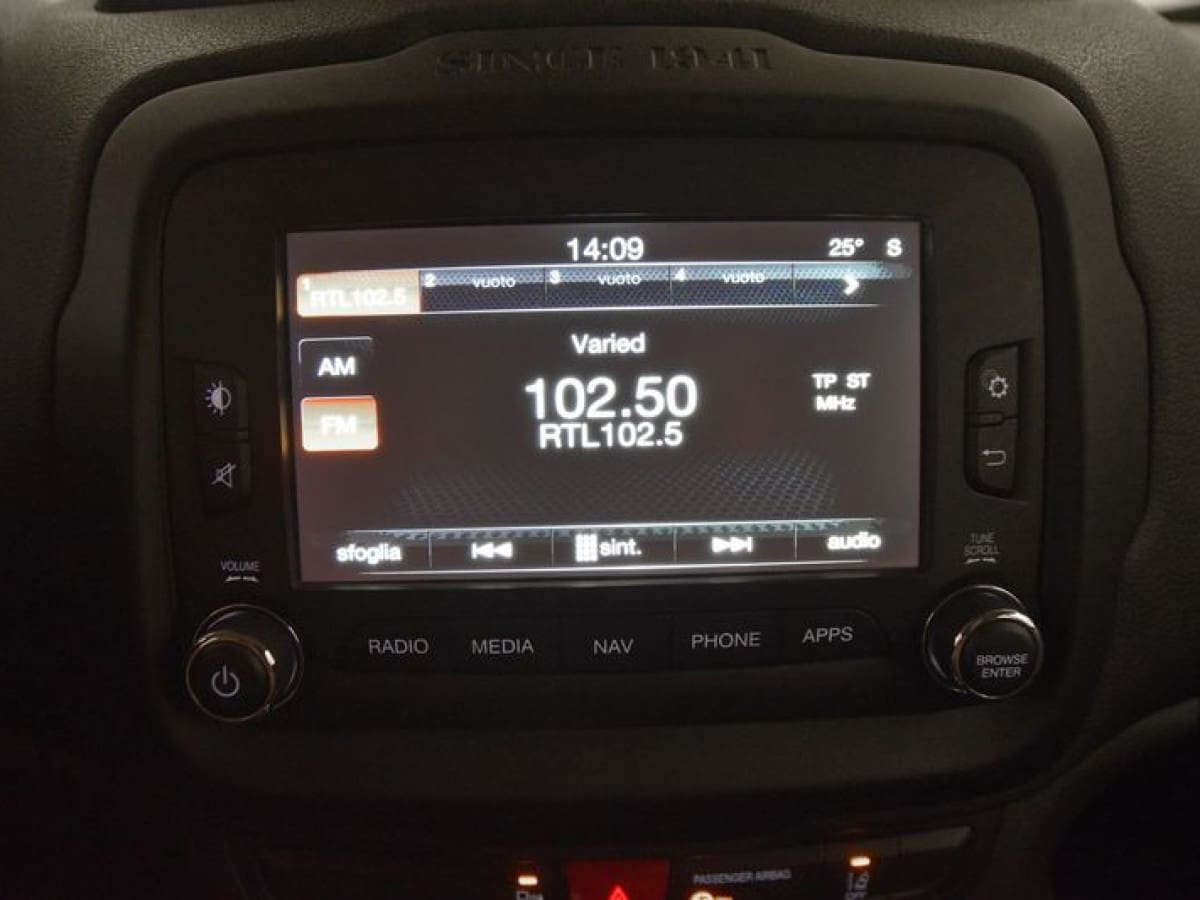 SINCE 1941
14:09 25° S
1 RTL102.5 2 vuoto 3 vuoto 4 vuoto
Varied
AM
102.50 TP ST
MHz
FM
RTL102.5
sfoglia sint. audio
VOLUME
TUNE
SCROLL
RADIO MEDIA NAV PHONE APPS
BROWSE
ENTER
PASSENGER AIRBAG